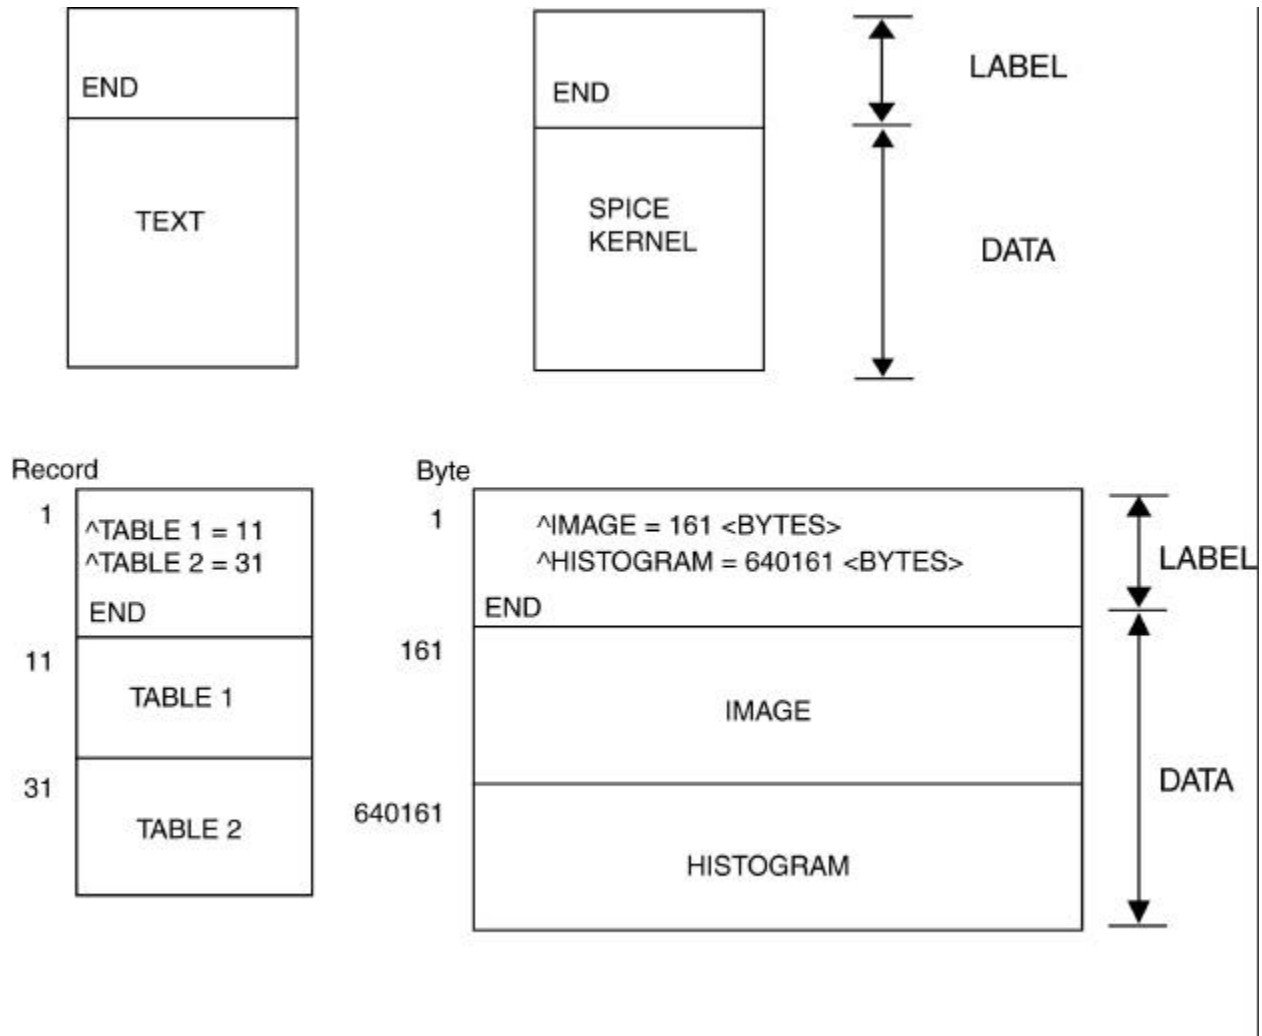 END
TEXT
END
SPICE
KERNEL
LABEL
DATA
Record
1
^TABLE 1 = 11
^TABLE 2 = 31
END
11
TABLE 1
31
TABLE 2
Byte
1
^IMAGE = 161 <BYTES>
^HISTOGRAM = 640161 <BYTES>
END
161
IMAGE
640161
HISTOGRAM
LABEL
DATA